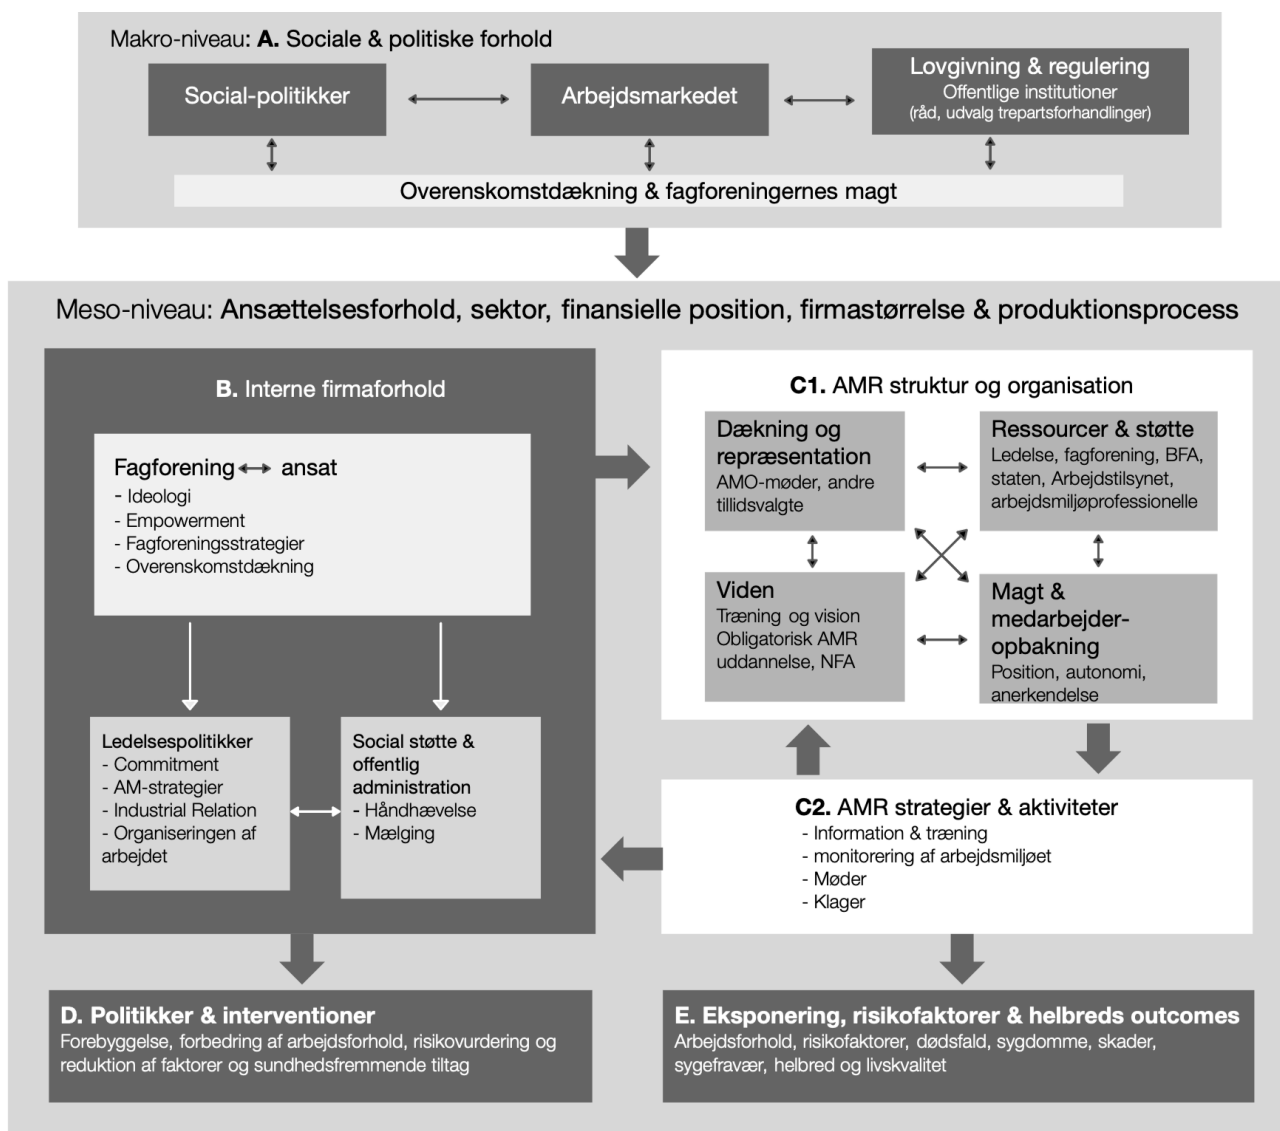 Makro-niveau: A. Sociale & politiske forhold
Social-politikker
Arbejdsmarkedet
Lovgivning & regulering
Offentlige institutioner
(råd, udvalg trepartsforhandlinger)
Overenskomstdækning & fagforeningernes magt
Meso-niveau: Ansættelsesforhold, sektor, finansielle position, firmastørrelse & produktionsprocess
B. Interne firmaforhold
Fagforening ansat
- Ideologi
- Empowerment
- Fagforeningsstrategier
- Overenskomstdækning
Ledelsespolitikker
- Commitment
- AM-strategier
- Industrial Relation
- Organiseringen af
arbejdet
Social støtte &
offentlig
administration
- Håndhævelse
- Mælging
C1. AMR struktur og organisation
Dækning og
repræsentation
AMO-møder, andre
tillidsvalgte
Ressourcer & støtte
Ledelse, fagforening, BFA,
staten, Arbejdstilsynet,
arbejdsmiljøprofessionelle
Viden
Træning og vision
Obligatorisk AMR
uddannelse, NFA
Magt &
medarbejder-
opbakning
Position, autonomi,
anerkendelse
C2. AMR strategier & aktiviteter
- Information & træning
- monitorering af arbejdsmiljøet
- Møder
- Klager
D. Politikker & interventioner
Forebyggelse, forbedring af arbejdsforhold, risikovurdering og
reduktion af faktorer og sundhedsfremmende tiltag
E. Eksponering, risikofaktorer & helbreds outcomes
Arbejdsforhold, risikofaktorer, dødsfald, sygdomme, skader,
sygefravær, helbred og livskvalitet